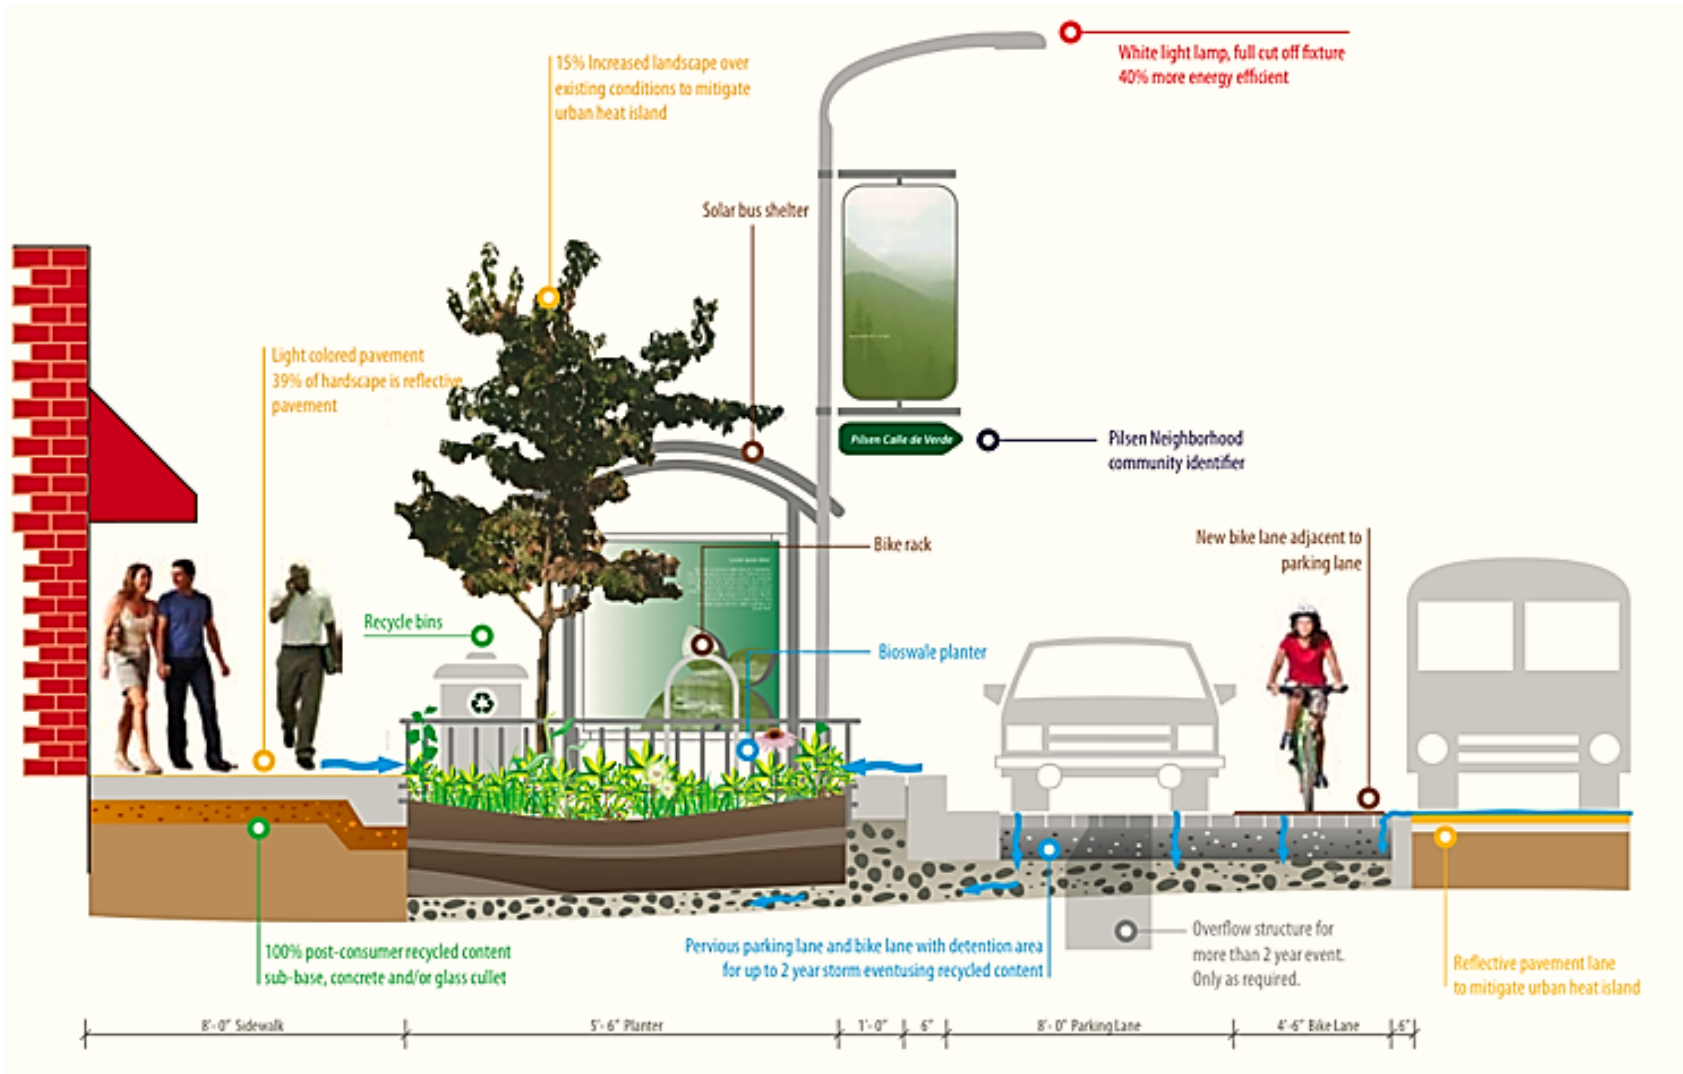 White light lamp, full cut off fixture
40% more energy efficient
15% Increased landscape over
existing conditions to mitigate
urban heat island
Solar bus shelter
Light colored pavement
39% of hardscape is reflective
pavement
Pilsen Calle de Verde
Pilsen Neighborhood
community identifier
Bike rack
New bike lane adjacent to
parking lane
Recycle bins
Bioswale planter
100% post-consumer recycled content
sub-base, concrete and/or glass cullet
Pervious parking lane and bike lane with detention area
for up to 2 year storm eventusing recycled content
Overflow structure for
more than 2 year event.
Only as required.
Reflective pavement lane
to mitigate urban heat island
8'-0" Sidewalk
5'-6" Planter
1'-0"
6"
8'-0" Parking Lane
4'-6" Bike Lane
6"